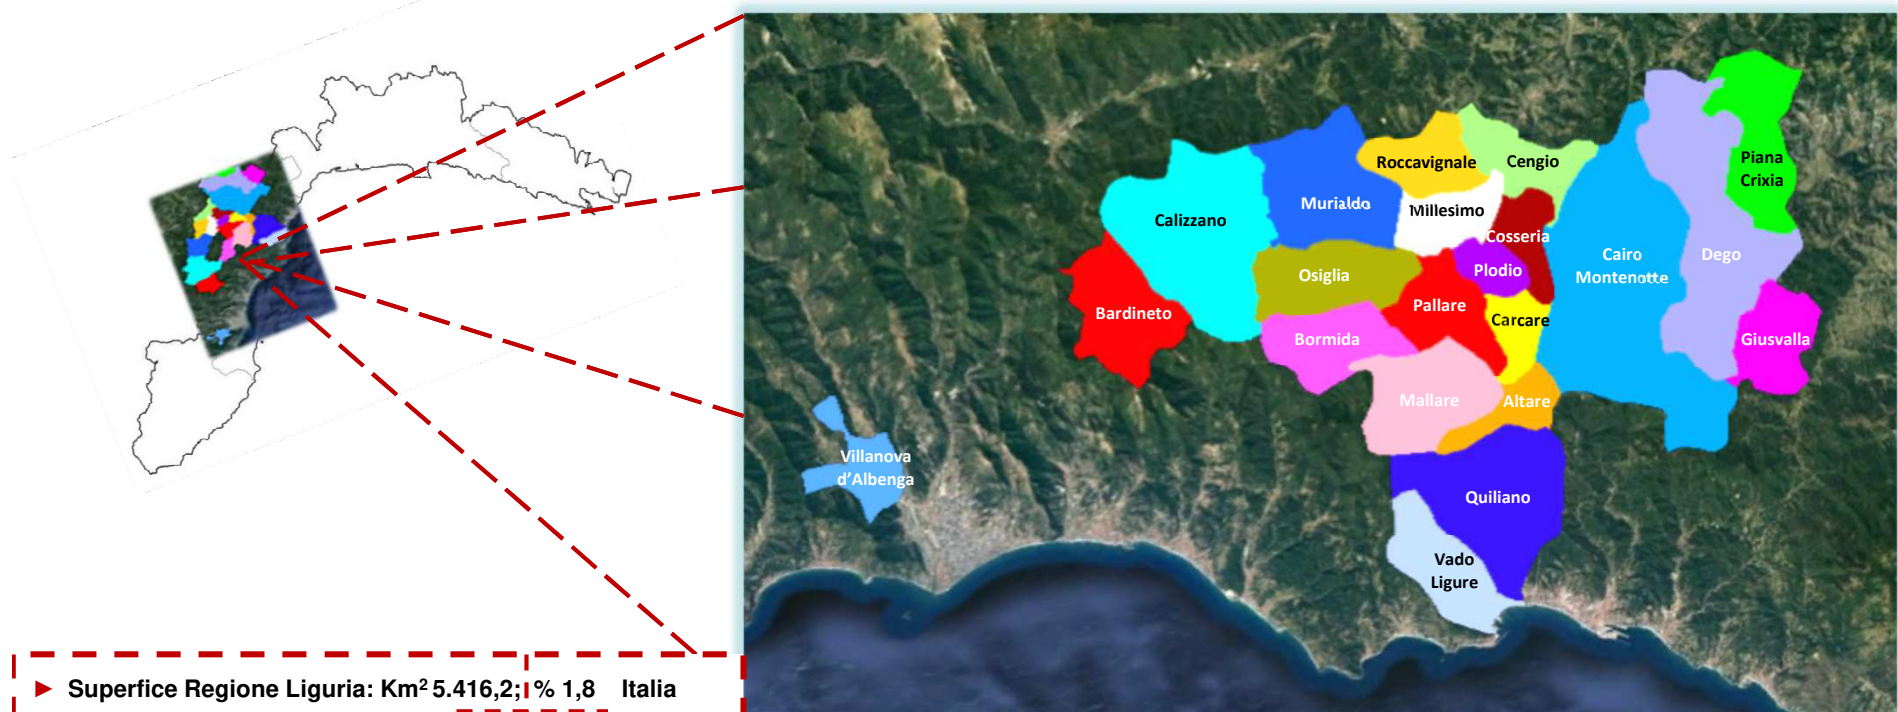 Piana
Crixia
Roccavignale
Cengio
Murialdo
Millesimo
Calizzano
Cosseria
Cairo
Montenotte
Dego
Plodio
Osiglia
Pallare
Bardineto
Carcare
Bormida
Giusvalla
Mallare
Altare
Villanova
d'Albenga
Quiliano
Vado
Ligure
► Superfice Regione Liguria: Km² 5.416,2; % 1,8 Italia